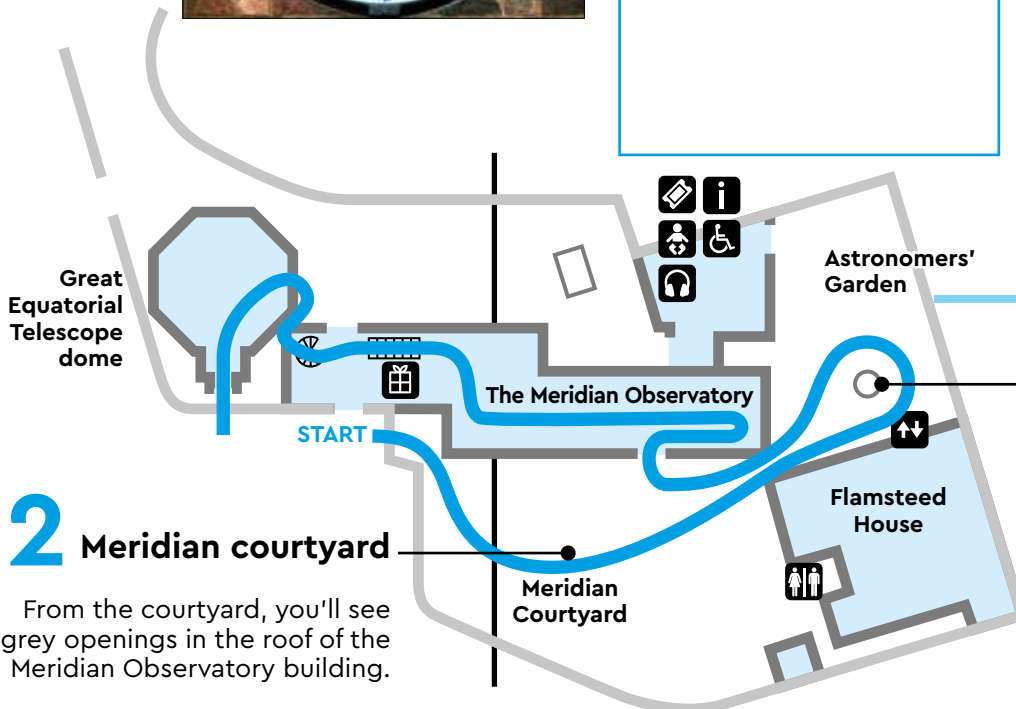 i
Great
Equatorial
Telescope
dome
Astronomers'
Garden
The Meridian Observatory
START
Flamsteed
House
2 Meridian courtyard
Meridian
Courtyard
From the courtyard, you'll see
grey openings in the roof of the
Meridian Observatory building.